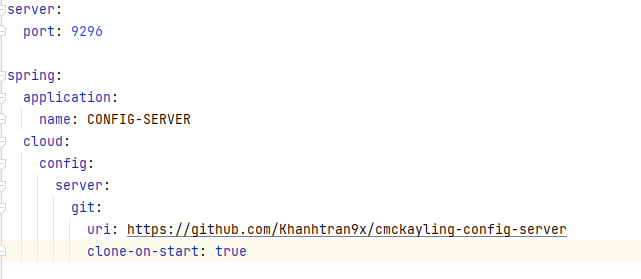 server:
  port: 9296

spring:
  application:
    name: CONFIG-SERVER
  cloud:
    config:
      server:
        git:
          uri: https://github.com/Khanhtran9x/cmckayling-config-server
          clone-on-start: true